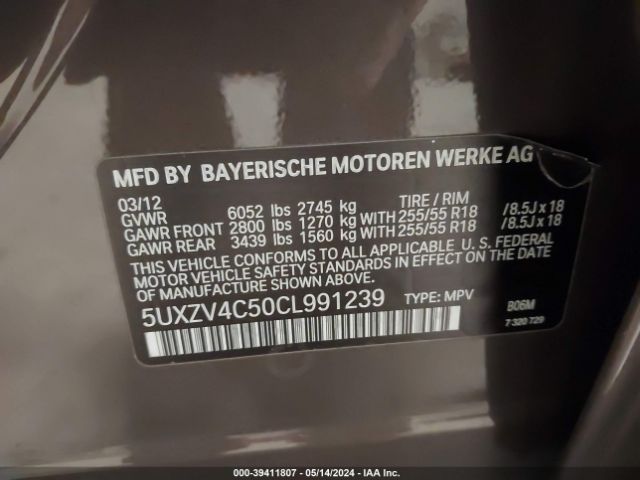 MFD BY BAYERISCHE MOTOREN WERKE AG
03/12 TIRE / RIM
GVWR 6052 lbs 2745 kg
GAWR FRONT 2800 lbs 1270 kg WITH 255/55 R18 /8.5J x 18
GAWR REAR 3439 lbs 1560 kg WITH 255/55 R18 /8.5J x 18
THIS VEHICLE CONFORMS TO ALL APPLICABLE U. S. FEDERAL
MOTOR VEHICLE SAFETY STANDARDS IN EFFECT ON THE DATE
OF MANUFACTURE SHOWN ABOVE.
5UXZV4C50CL991239 TYPE: MPV B06M
7 320 729
000-39411807 - 05/14/2024 - IAA Inc.